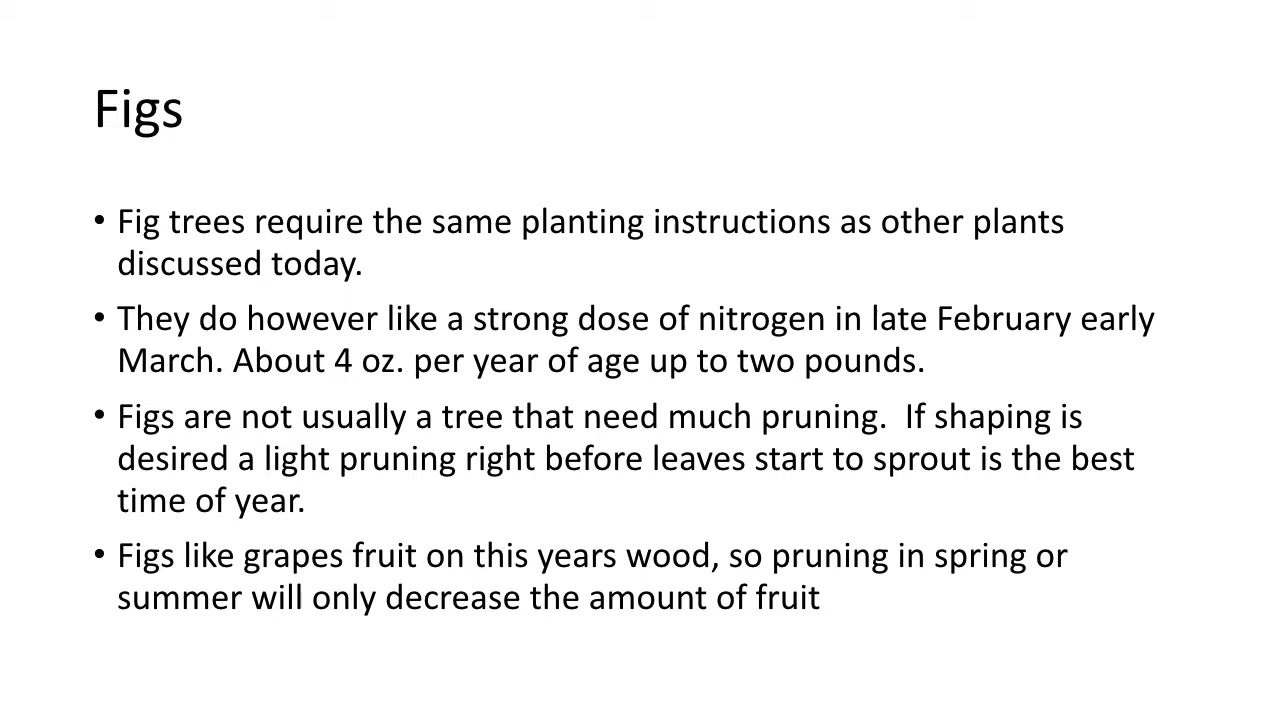 Figs
• Fig trees require the same planting instructions as other plants
discussed today.
• They do however like a strong dose of nitrogen in late February early
March. About 4 oz. per year of age up to two pounds.
• Figs are not usually a tree that need much pruning.  If shaping is
desired a light pruning right before leaves start to sprout is the best
time of year.
• Figs like grapes fruit on this years wood, so pruning in spring or
summer will only decrease the amount of fruit